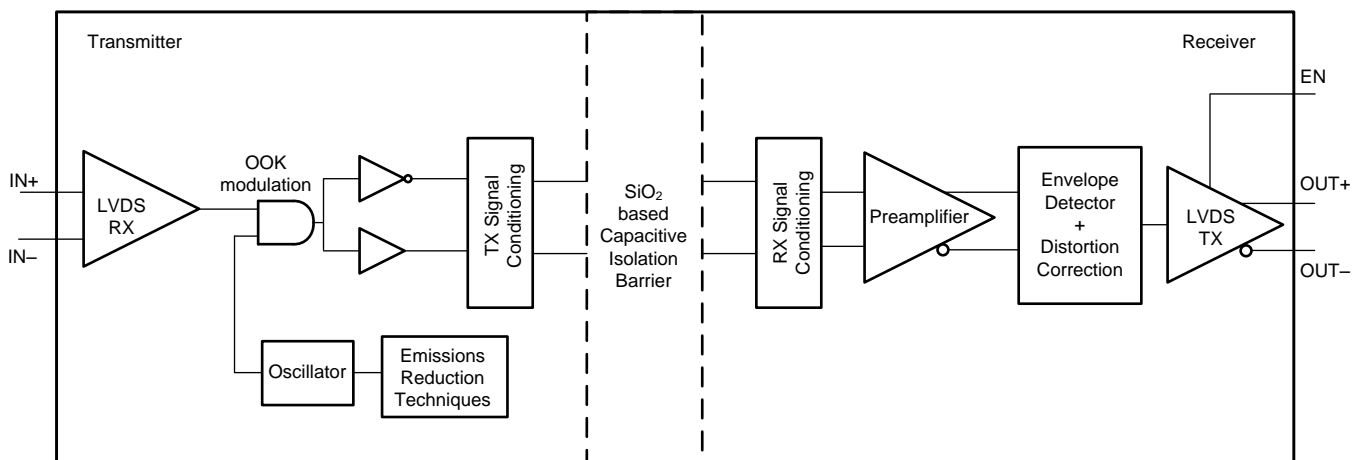 Transmitter
Receiver
EN
IN+
IN–
LVDS
RX
OOK
modulation
TX Signal
Conditioning
SiO₂
based
Capacitive
Isolation
Barrier
RX Signal
Conditioning
Preamplifier
Envelope
Detector
+
Distortion
Correction
LVDS
TX
OUT+
OUT–
Oscillator
Emissions
Reduction
Techniques